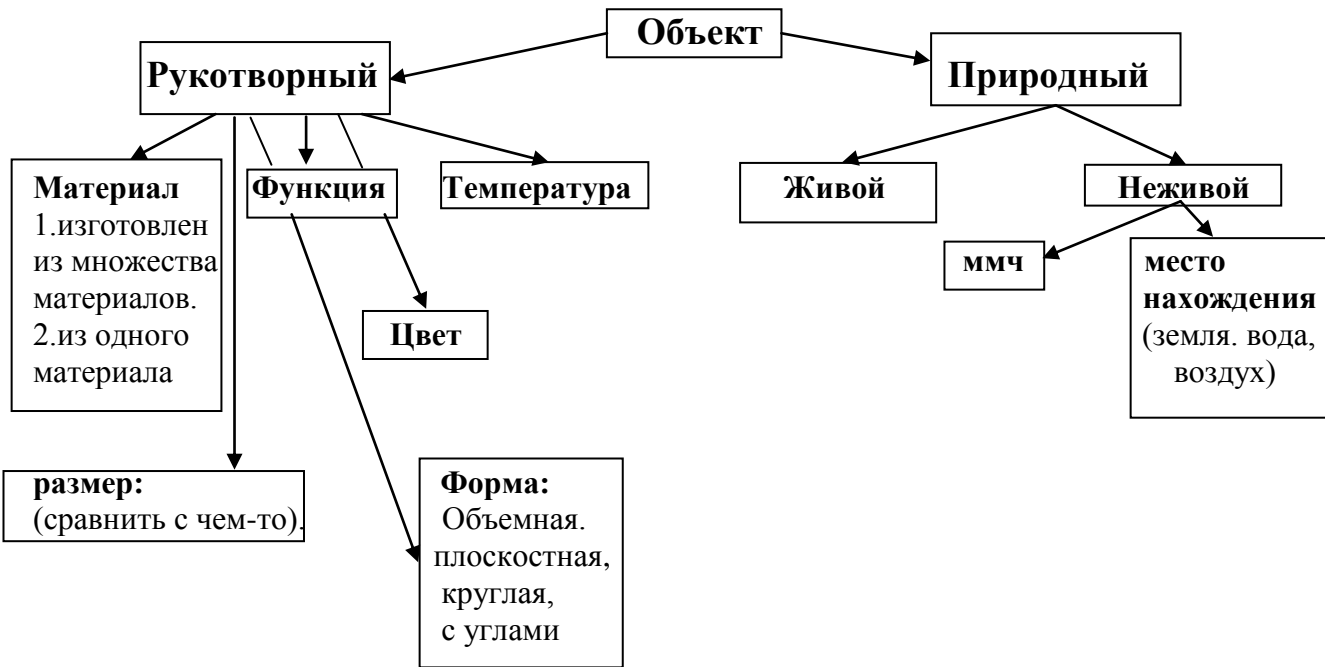 Объект
Рукотворный
Природный
Материал
1.изготовлен
из множества
материалов.
2.из одного
материала
Функция
Температура
Живой
Неживой
ммч
место
нахождения
(земля. вода,
воздух)
Цвет
размер:
(сравнить с чем-то).
Форма:
Объемная.
плоскостная,
круглая,
с углами